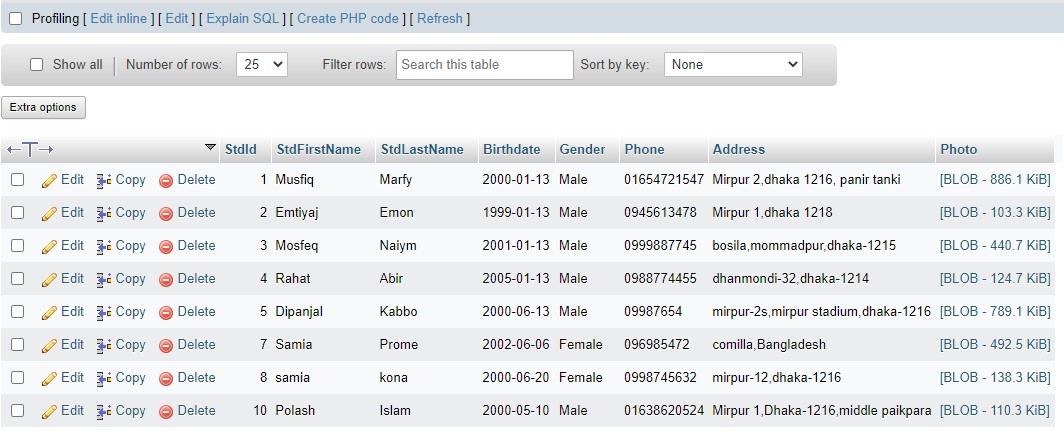 Profiling [ Edit inline ] [ Edit ] [ Explain SQL ] [ Create PHP code ] [ Refresh ]
Show all Number of rows: 25 Filter rows: Search this table Sort by key: None
Extra options
StdId StdFirstName StdLastName Birthdate Gender Phone Address Photo
Edit Copy Delete 1 Musfiq Marfy 2000-01-13 Male 01654721547 Mirpur 2,dhaka 1216, panir tanki [BLOB - 886.1 KiB]
Edit Copy Delete 2 Emtiyaj Emon 1999-01-13 Male 0945613478 Mirpur 1,dhaka 1218 [BLOB - 103.3 KiB]
Edit Copy Delete 3 Mosfeq Naiym 2001-01-13 Male 0999887745 bosila,mommadpur,dhaka-1215 [BLOB - 440.7 KiB]
Edit Copy Delete 4 Rahat Abir 2005-01-13 Male 0988774455 dhanmondi-32,dhaka-1214 [BLOB - 124.7 KiB]
Edit Copy Delete 5 Dipanjal Kabbo 2000-06-13 Male 09987654 mirpur-2s,mirpur stadium,dhaka-1216 [BLOB - 789.1 KiB]
Edit Copy Delete 7 Samia Prome 2002-06-06 Female 096985472 comilla,Bangladesh [BLOB - 492.5 KiB]
Edit Copy Delete 8 samia kona 2000-06-20 Female 0998745632 mirpur-12,dhaka-1216 [BLOB - 138.3 KiB]
Edit Copy Delete 10 Polash Islam 2000-05-10 Male 01638620524 Mirpur 1,Dhaka-1216,middle paikpara [BLOB - 110.3 KiB]